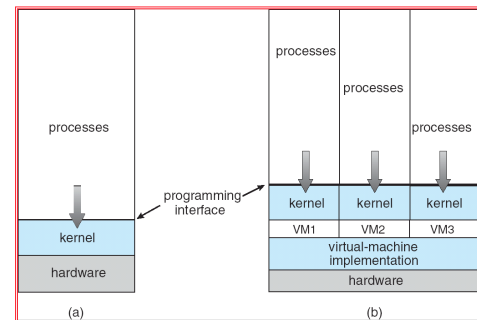 processes
kernel
hardware
(a)
programming
interface
processes
processes
processes
kernel
kernel
kernel
VM1
VM2
VM3
virtual-machine
implementation
hardware
(b)